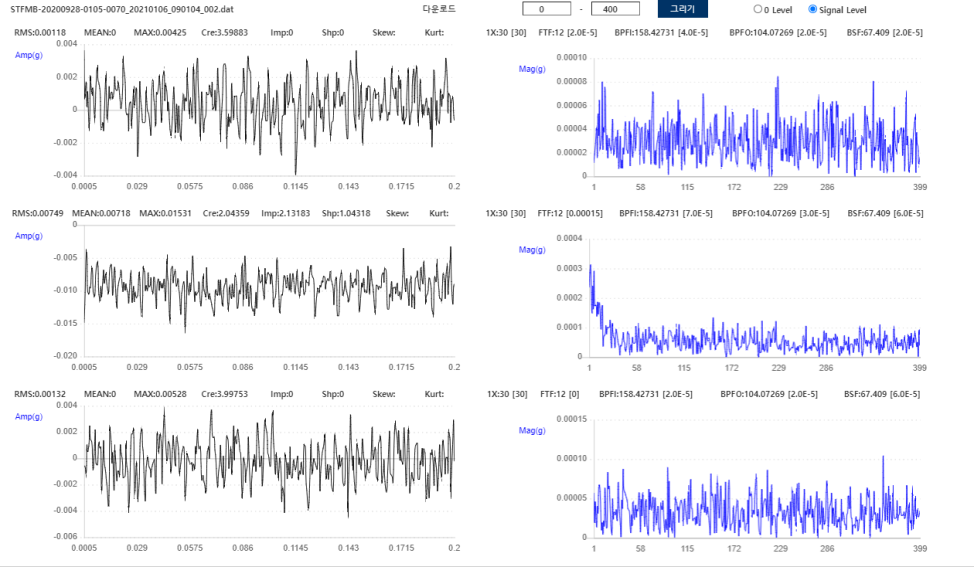 STFMB-20200928-0105-0070_20210106_090104_002.dat 다운로드 0 - 400 그리기 0 Level Signal Level
RMS:0.00118 MEAN:0 MAX:0.00425 Cre:3.59883 Imp:0 Shp:0 Skew: Kurt:
Amp(g)
0.004
0.002
0
-0.002
-0.004
0.0005 0.029 0.0575 0.086 0.1145 0.143 0.1715 0.2
1X:30 [30] FTF:12 [2.0E-5] BPFI:158.42731 [4.0E-5] BPFO:104.07269 [2.0E-5] BSF:67.409 [2.0E-5]
Mag(g)
0.00010
0.00008
0.00006
0.00004
0.00002
0
1 58 115 172 229 286 399
RMS:0.00749 MEAN:0.00718 MAX:0.01531 Cre:2.04359 Imp:2.13183 Shp:1.04318 Skew: Kurt:
Amp(g)
0
-0.005
-0.010
-0.015
-0.020
0.0005 0.029 0.0575 0.086 0.1145 0.143 0.1715 0.2
1X:30 [30] FTF:12 [0.00015] BPFI:158.42731 [7.0E-5] BPFO:104.07269 [3.0E-5] BSF:67.409 [6.0E-5]
Mag(g)
0.0004
0.0003
0.0002
0.0001
0
1 58 115 172 229 286 399
RMS:0.00132 MEAN:0 MAX:0.00528 Cre:3.99753 Imp:0 Shp:0 Skew: Kurt:
Amp(g)
0.004
0.002
0
-0.002
-0.004
-0.006
0.0005 0.029 0.0575 0.086 0.1145 0.143 0.1715 0.2
1X:30 [30] FTF:12 [0] BPFI:158.42731 [2.0E-5] BPFO:104.07269 [2.0E-5] BSF:67.409 [6.0E-5]
Mag(g)
0.00015
0.00010
0.00005
0
1 58 115 172 229 286 399